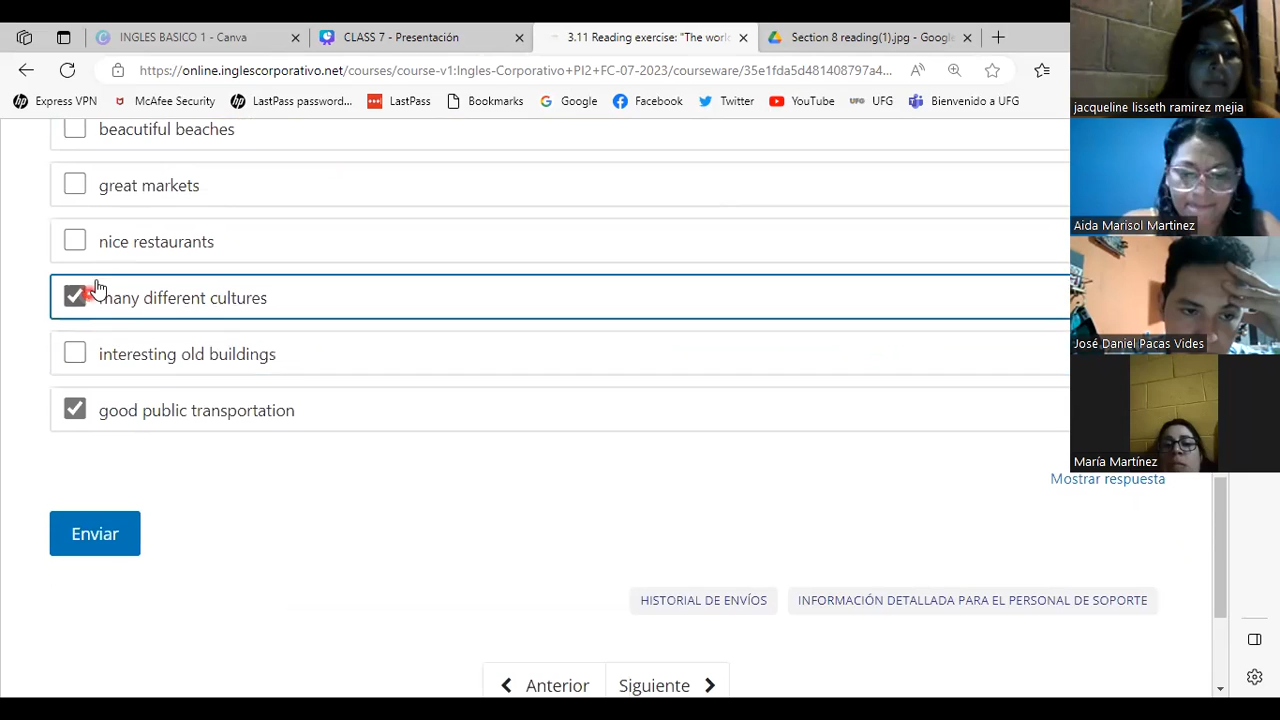 INGLES BASICO 1 - Canva
CLASS 7 - Presentación
3.11 Reading exercise: "The world
Section 8 reading(1).jpg - Google
https://online.inglescorporativo.net/courses/course-v1:Ingles-Corporativo+PI2+FC-07-2023/courseware/35e1fda5d481408797a4...
Express VPN
McAfee Security
LastPass password...
LastPass
Bookmarks
Google
Facebook
Twitter
YouTube
UFG
Bienvenido a UFG
beacutiful beaches
great markets
nice restaurants
many different cultures
interesting old buildings
good public transportation
Mostrar respuesta
Enviar
HISTORIAL DE ENVÍOS
INFORMACIÓN DETALLADA PARA EL PERSONAL DE SOPORTE
Anterior
Siguiente
jacqueline lisseth ramirez mejia
Aida Marisol Martinez
José Daniel Pacas Vides
María Martínez